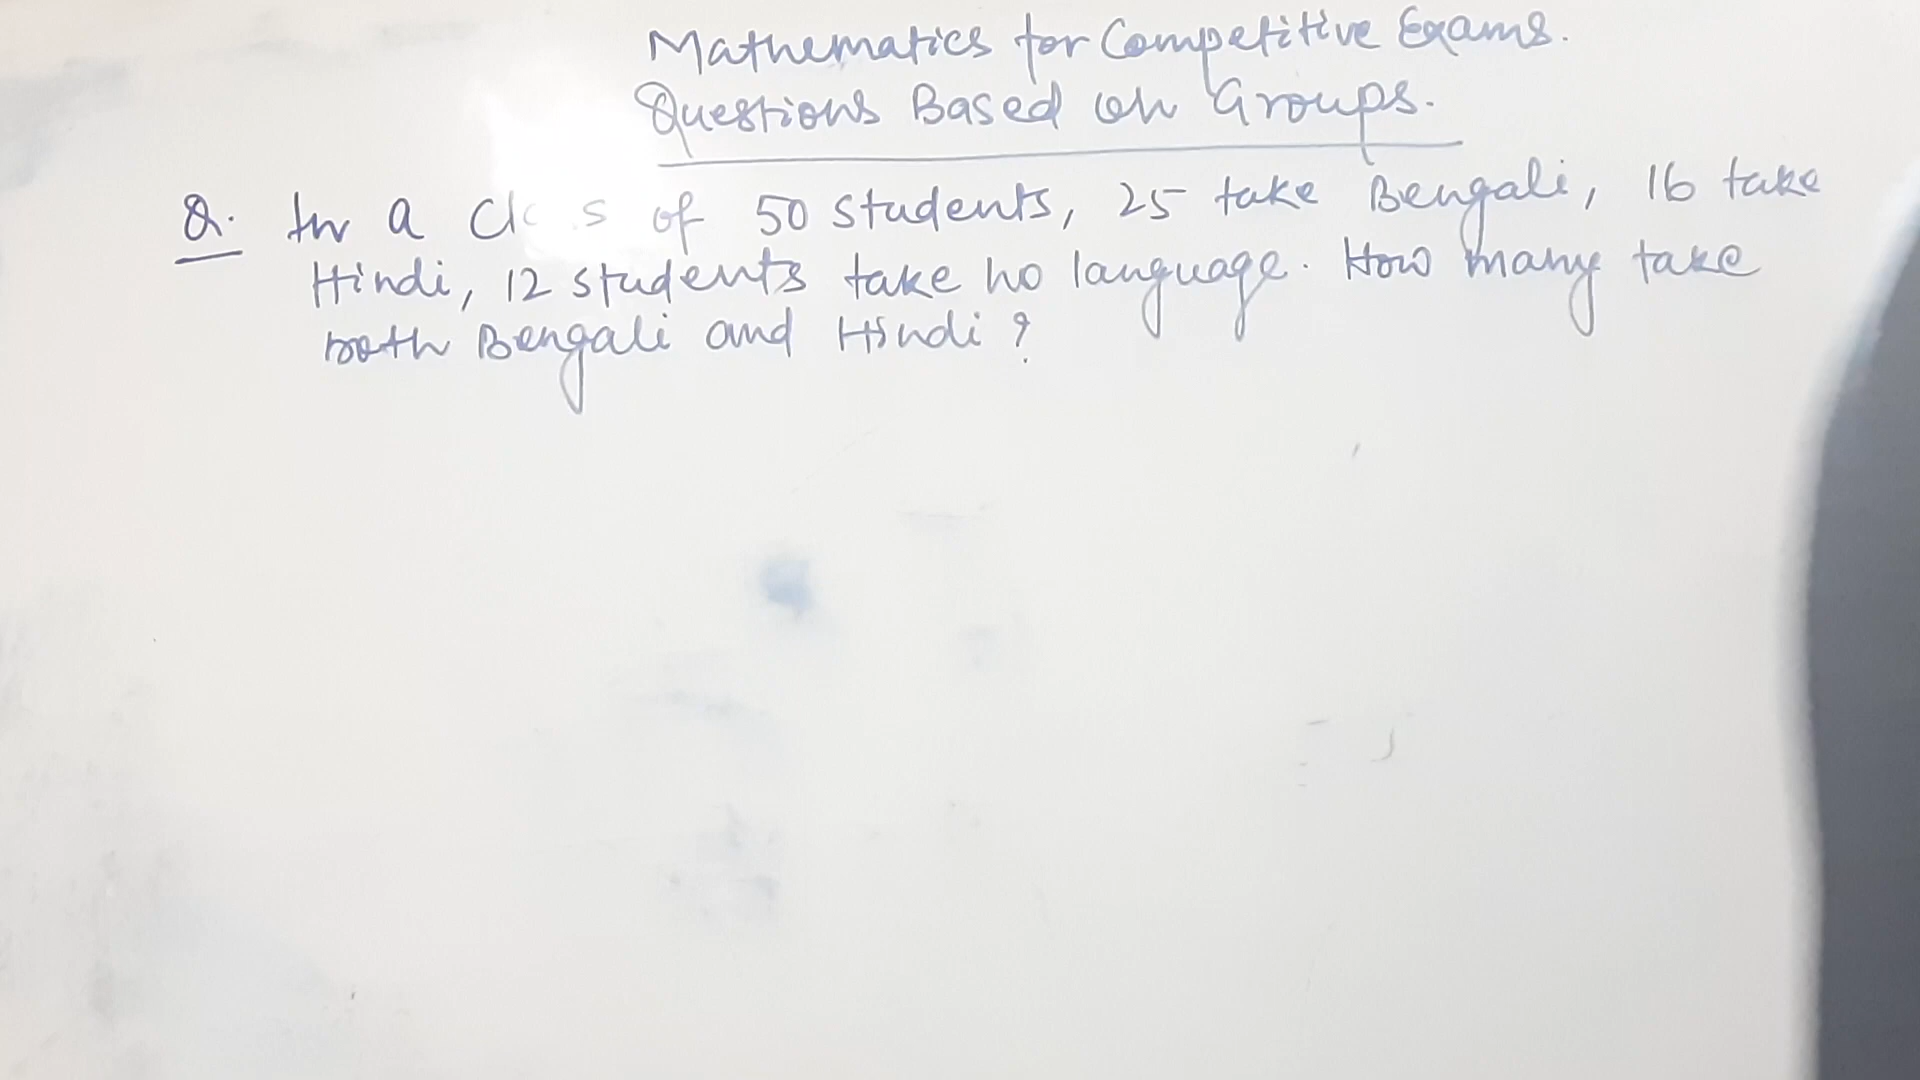 Mathematics for Competitive Exams.
Questions Based on Groups.
Q. In a Class of 50 students, 25 take Bengali, 16 take
Hindi, 12 students take no language. How many take
both Bengali and Hindi ?